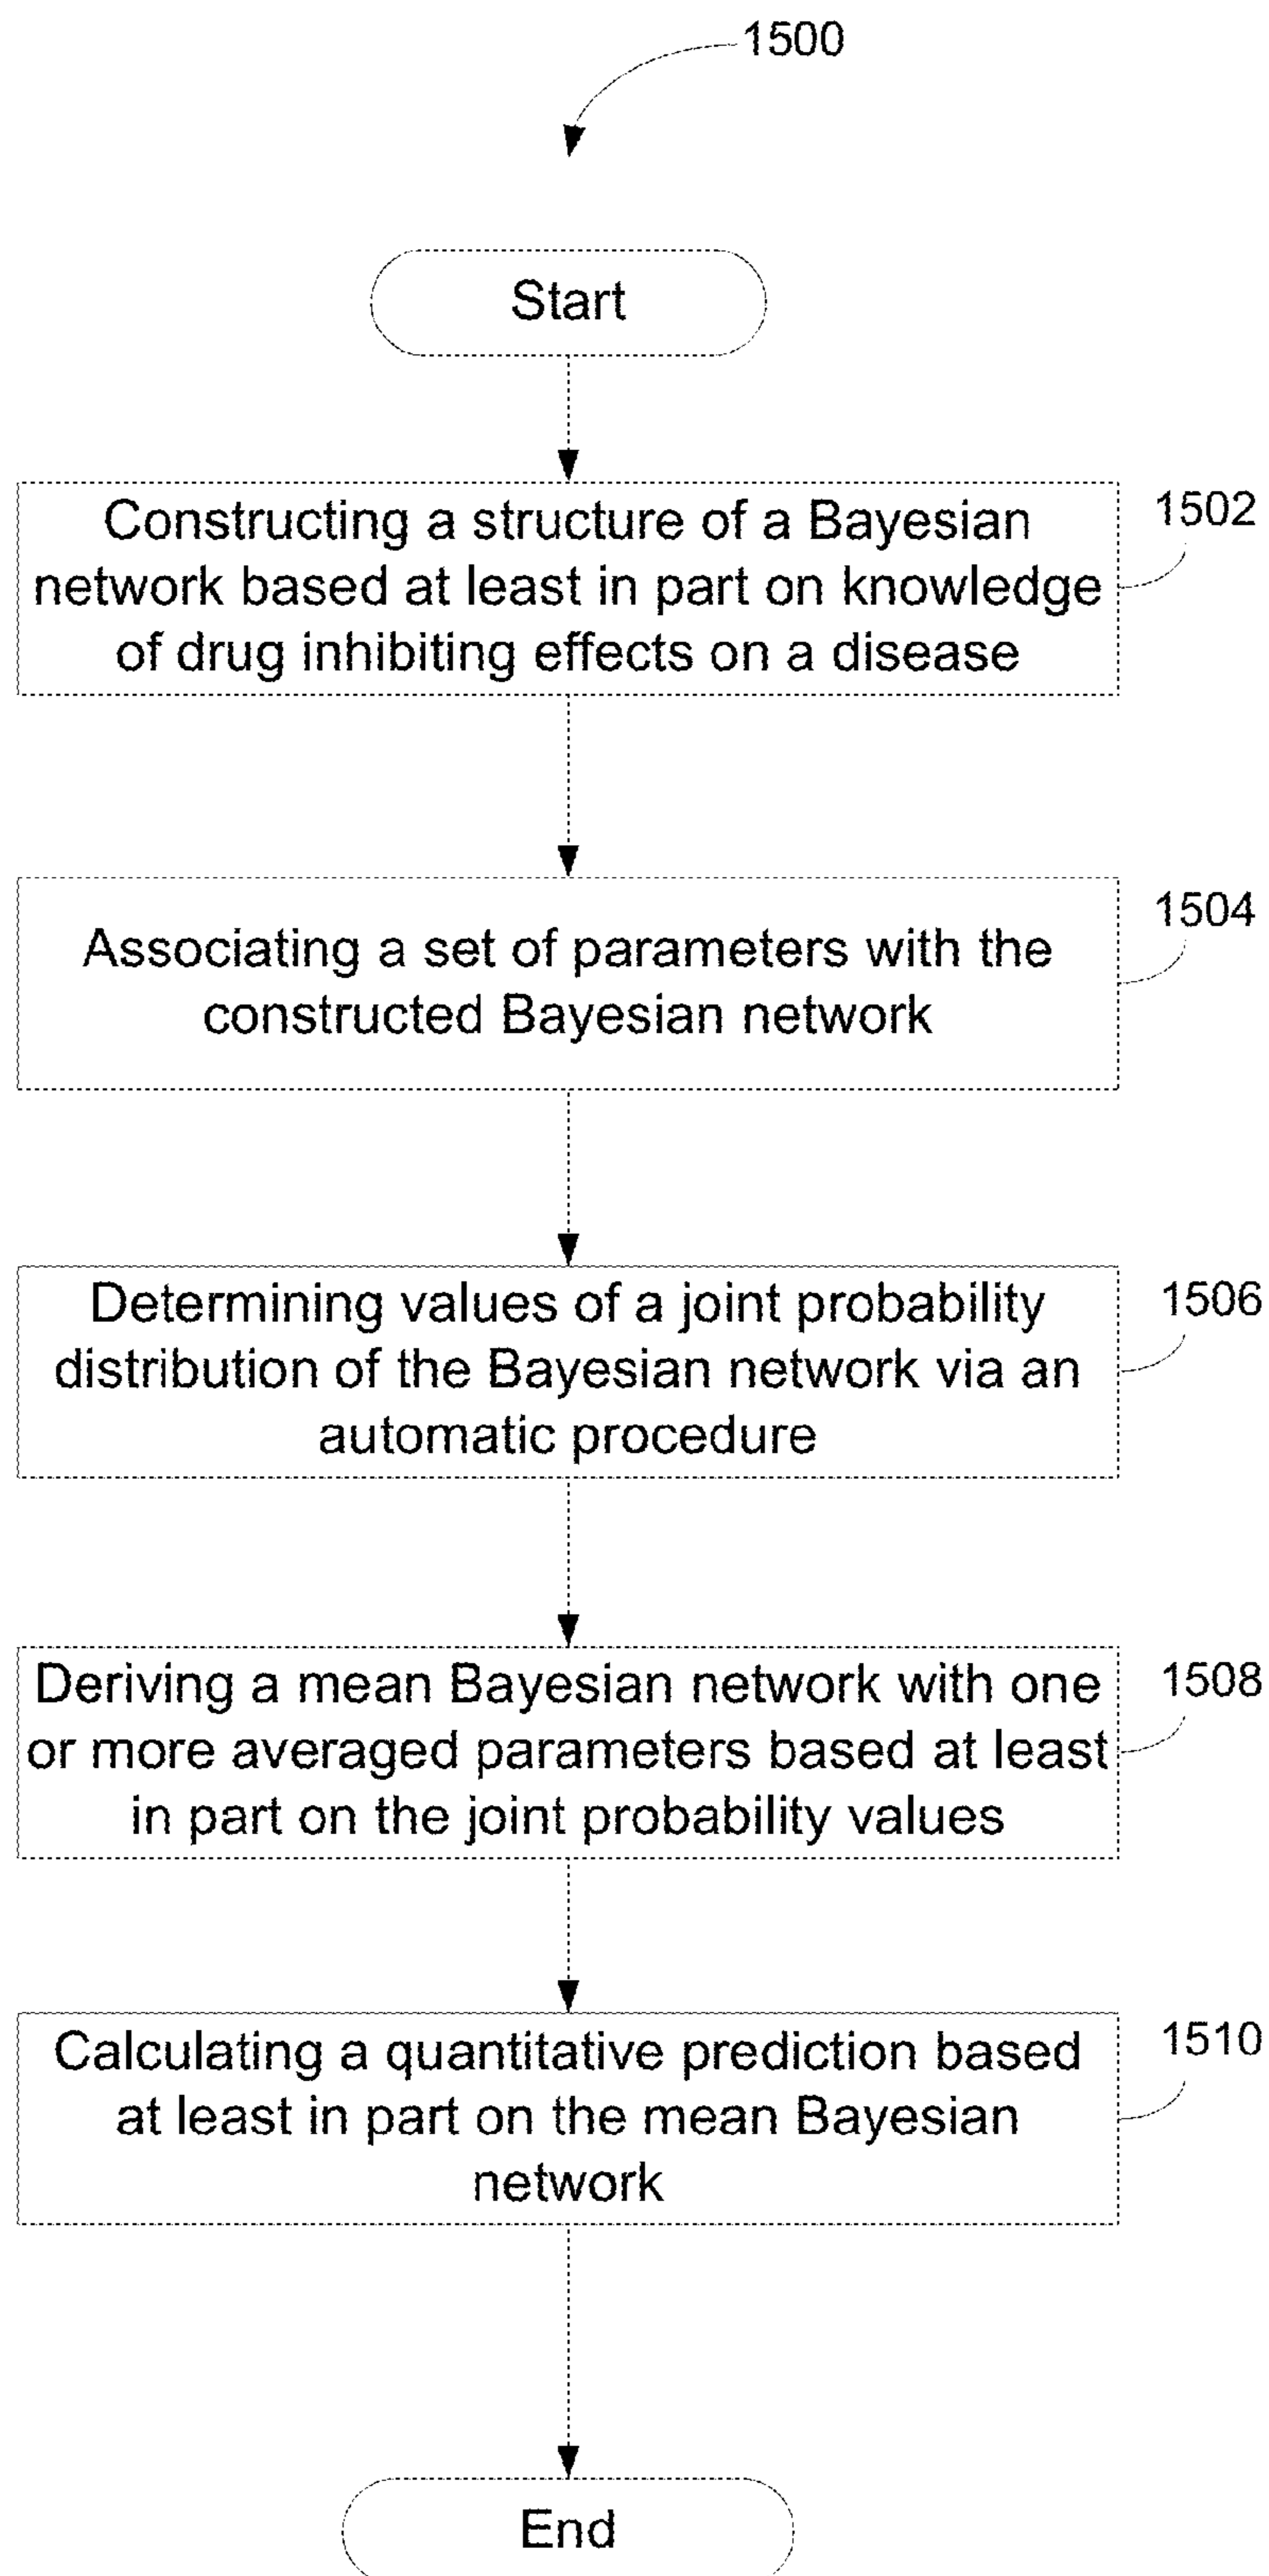 1500
Start
Constructing a structure of a Bayesian
network based at least in part on knowledge
of drug inhibiting effects on a disease
1502
Associating a set of parameters with the
constructed Bayesian network
1504
Determining values of a joint probability
distribution of the Bayesian network via an
automatic procedure
1506
Deriving a mean Bayesian network with one
or more averaged parameters based at least
in part on the joint probability values
1508
Calculating a quantitative prediction based
at least in part on the mean Bayesian
network
1510
End